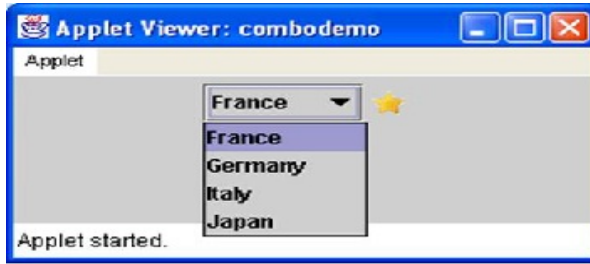 Applet Viewer: combodemo
Applet
France
France
Germany
Italy
Japan
Applet started.